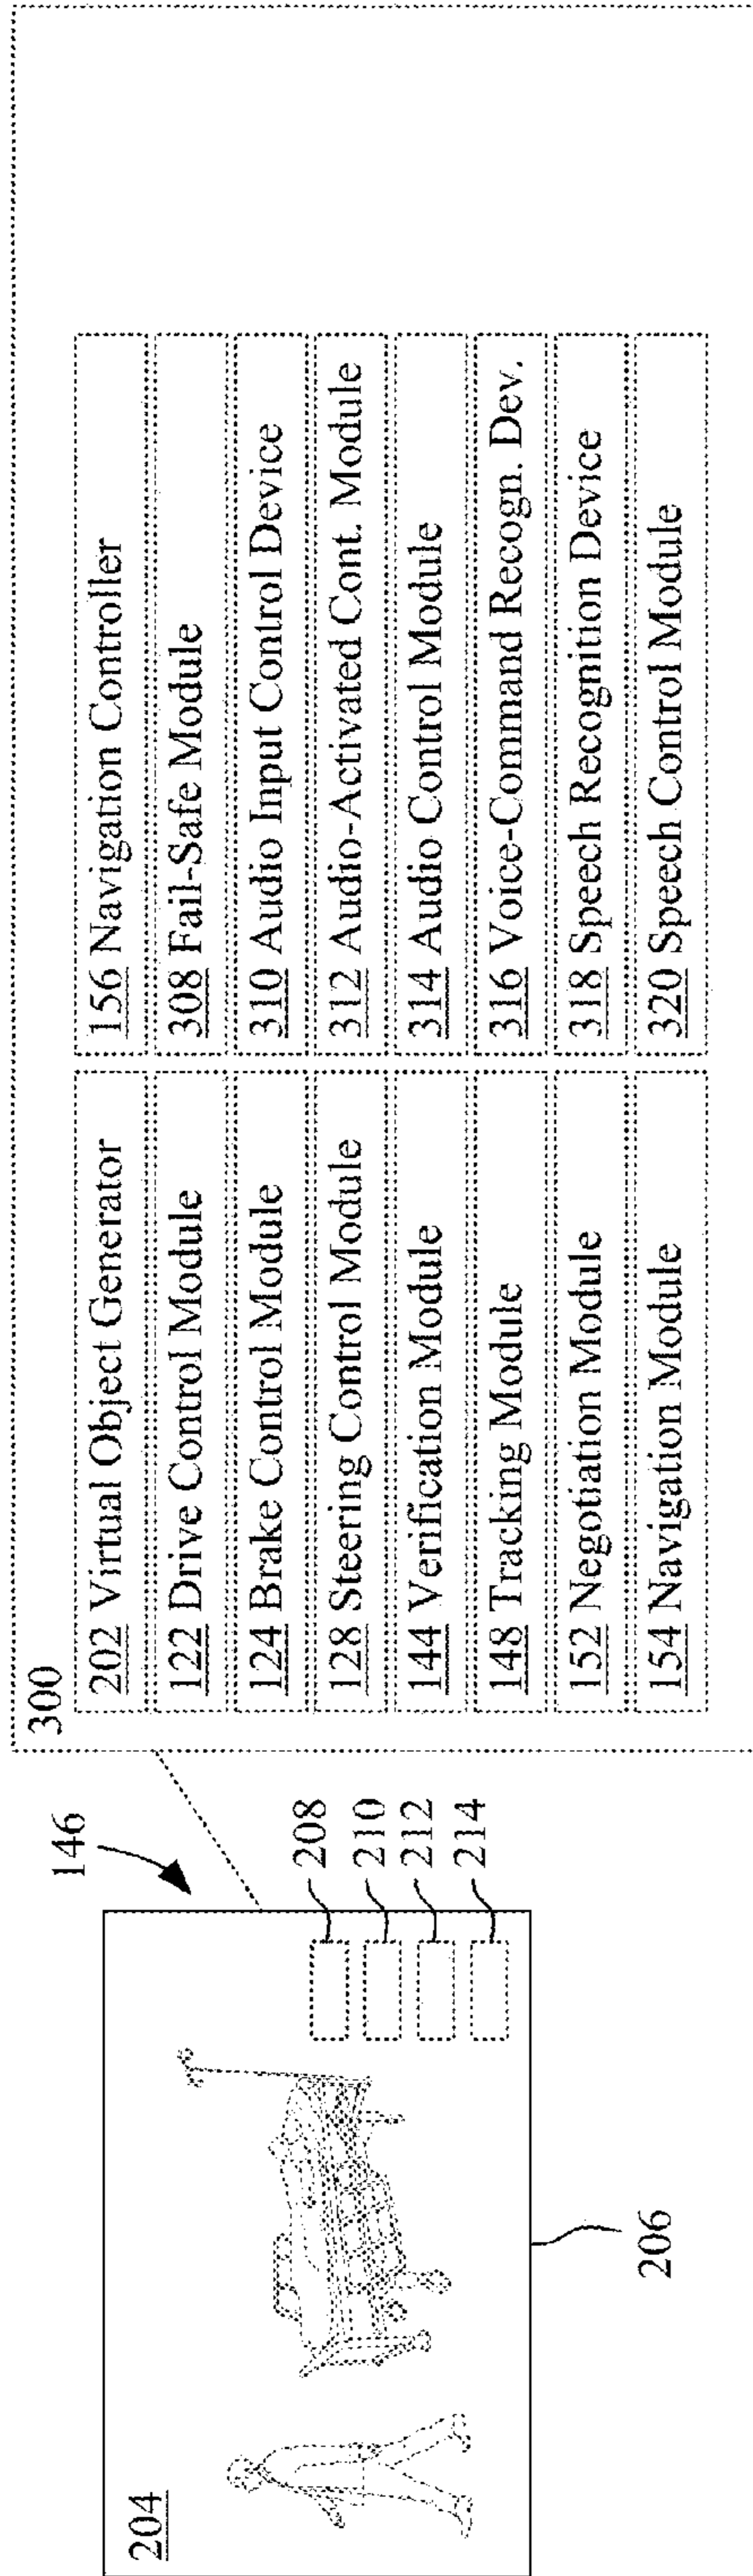 204
206
146
208
210
212
214
300
202 Virtual Object Generator
122 Drive Control Module
124 Brake Control Module
128 Steering Control Module
144 Verification Module
148 Tracking Module
152 Negotiation Module
154 Navigation Module
156 Navigation Controller
308 Fail-Safe Module
310 Audio Input Control Device
312 Audio-Activated Cont. Module
314 Audio Control Module
316 Voice-Command Recogn. Dev.
318 Speech Recognition Device
320 Speech Control Module